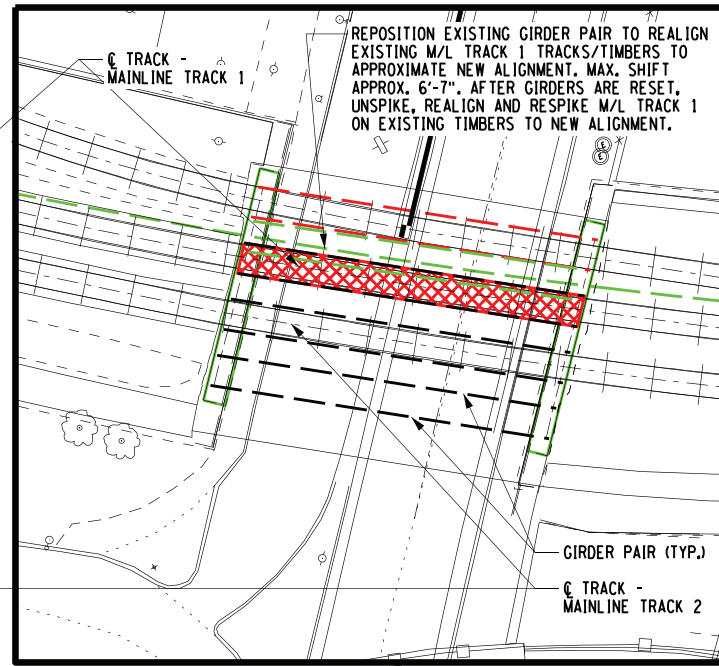 REPOSITION EXISTING GIRDER PAIR TO REALIGN
EXISTING M/L TRACK 1 TRACKS/TIMBERS TO
APPROXIMATE NEW ALIGNMENT. MAX. SHIFT
APPROX. 6'-7". AFTER GIRDERS ARE RESET,
UNSPIKE, REALIGN AND RESPIKE M/L TRACK 1
ON EXISTING TIMBERS TO NEW ALIGNMENT.
℄ TRACK -
MAINLINE TRACK 1
E
E
GIRDER PAIR (TYP.)
℄ TRACK -
MAINLINE TRACK 2